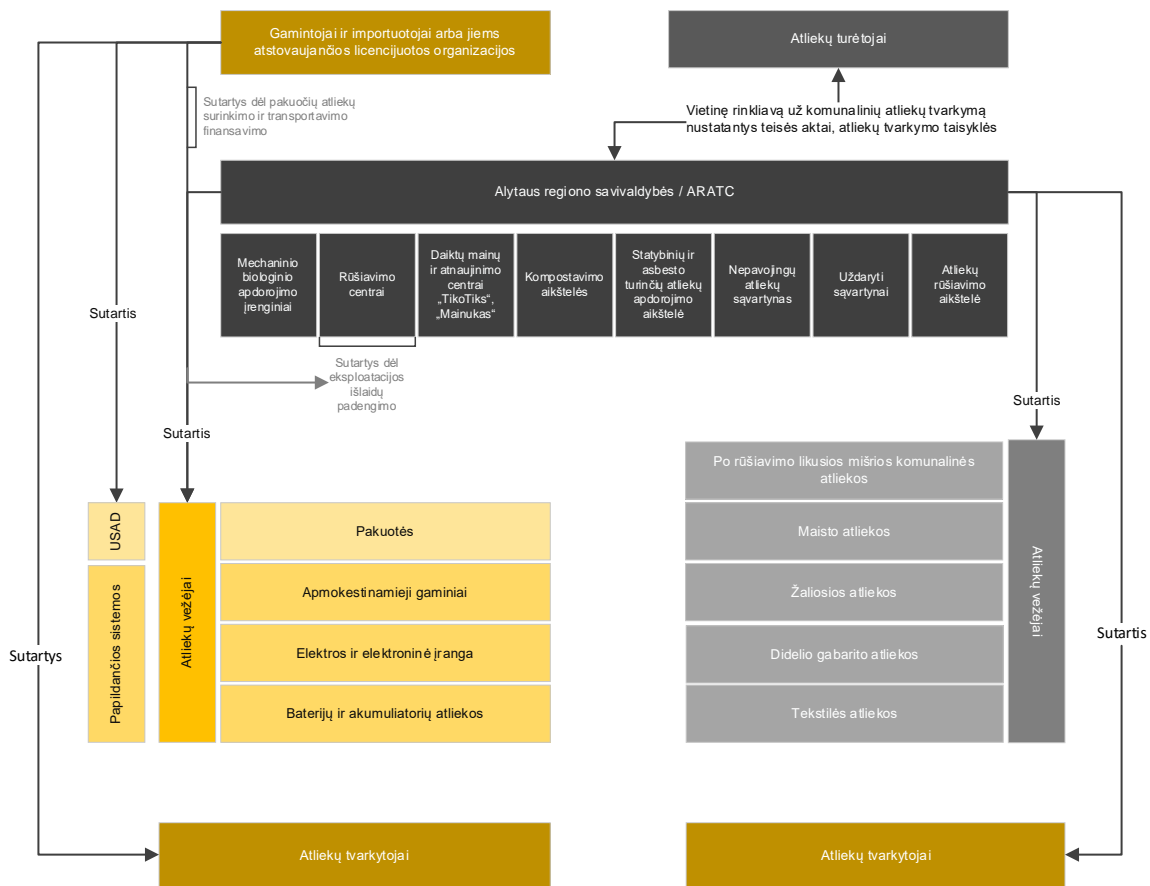 Gamintojai ir importuotojai arba jiems
atstovaujančios licencijuotos organizacijos
Atliekų turėtojai
Sutartys dėl pakuočių atliekų
surinkimo ir transportavimo
finansavimo
Vietinę rinkliavą už komunalinių atliekų tvarkymą
nustatantys teisės aktai, atliekų tvarkymo taisyklės
Alytaus regiono savivaldybės / ARATC
Mechaninio
biologinio
apdorojimo
įrenginiai
Rūšiavimo
centrai
Daiktų mainų
ir atnaujinimo
centrai
„TikoTiks“,
„Mainukas“
Kompostavimo
aikštelės
Statybinių ir
asbesto
turinčių atliekų
apdorojimo
aikštelė
Nepavojingų
atliekų
sąvartynas
Uždaryti
sąvartynai
Atliekų
rūšiavimo
aikštelė
Sutartis
Sutartys dėl
eksploatacijos
išlaidų
padengimo
Sutartis
Sutartis
Po rūšiavimo likusios mišrios komunalinės
atliekos
USAD
Pakuotės
Maisto atliekos
Atliekų vežėjai
Atliekų vežėjai
Papildančios sistemos
Apmokestinamieji gaminiai
Žaliosios atliekos
Sutartys
Elektros ir elektroninė įranga
Didelio gabarito atliekos
Sutartis
Baterijų ir akumuliatorių atliekos
Tekstilės atliekos
Atliekų tvarkytojai
Atliekų tvarkytojai